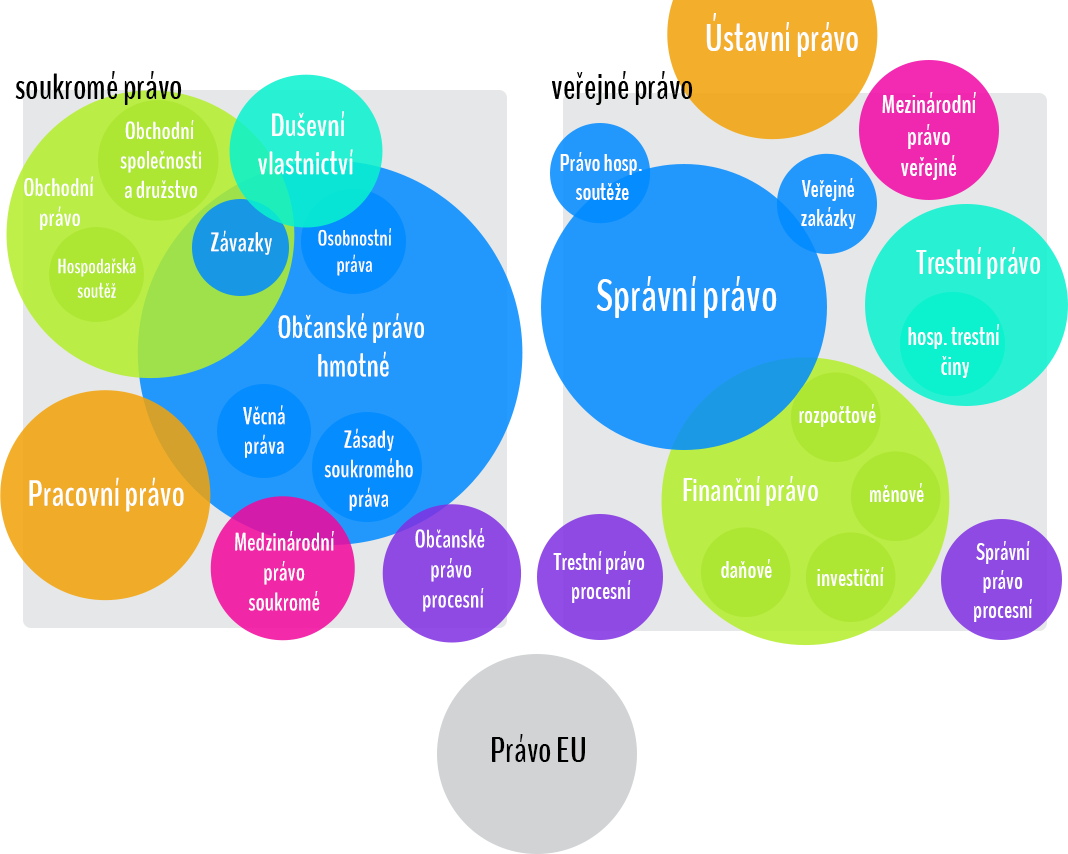 soukromé právo
Obchodní
společnosti
a družstvo
Obchodní
právo
Hospodařská
soutěž
Duševní
vlastnictví
Závazky
Osobnostní
práva
Občanské právo
hmotné
Věcná
práva
Zásady
soukromého
práva
Pracovní právo
Medzinárodní
právo
soukromé
Občanské
právo
procesní
veřejné právo
Ústavní právo
Mezinárodní
právo
veřejné
Právo hosp.
soutěže
Veřejné
zakázky
Správní právo
Trestní právo
hosp. trestní
činy
rozpočtové
Finanční právo
měnové
daňové
investiční
Trestní právo
procesní
Správní
právo
procesní
Právo EU